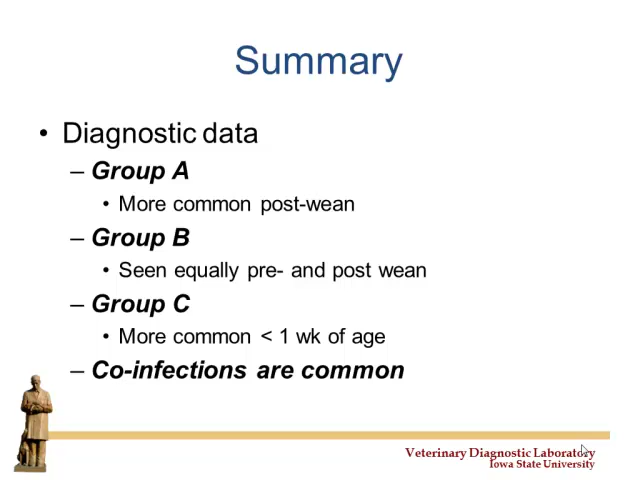 Summary
• Diagnostic data
– Group A
• More common post-wean
– Group B
• Seen equally pre- and post wean
– Group C
• More common < 1 wk of age
– Co-infections are common
Veterinary Diagnostic Laboratory
Iowa State University